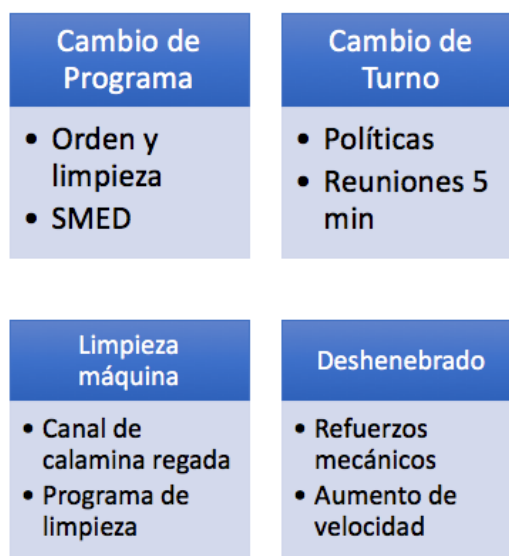 Cambio de
Programa
• Orden y
limpieza
• SMED
Cambio de
Turno
• Políticas
• Reuniones 5
min
Limpieza
máquina
• Canal de
calamina regada
• Programa de
limpieza
Deshenebrado
• Refuerzos
mecánicos
• Aumento de
velocidad